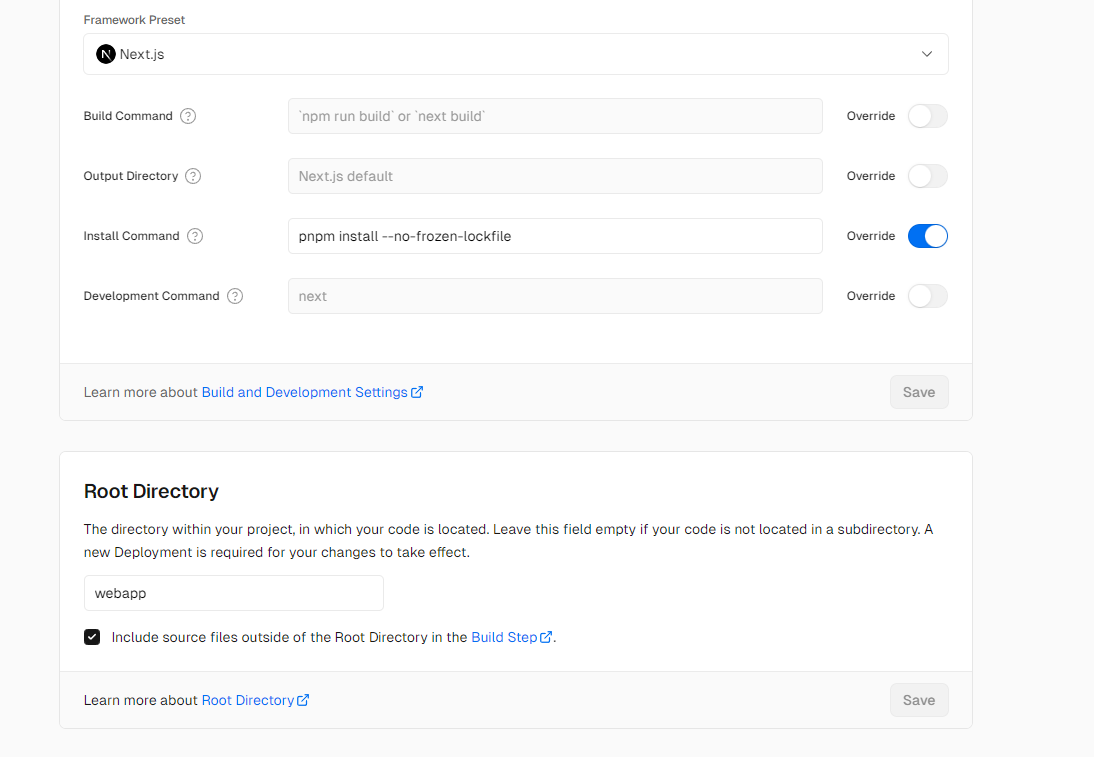 Framework Preset
N Next.js
Build Command ? `npm run build` or `next build` Override
Output Directory ? Next.js default Override
Install Command ? pnpm install --no-frozen-lockfile Override
Development Command ? next Override
Learn more about Build and Development Settings Save
Root Directory
The directory within your project, in which your code is located. Leave this field empty if your code is not located in a subdirectory. A
new Deployment is required for your changes to take effect.
webapp
Include source files outside of the Root Directory in the Build Step.
Learn more about Root Directory Save